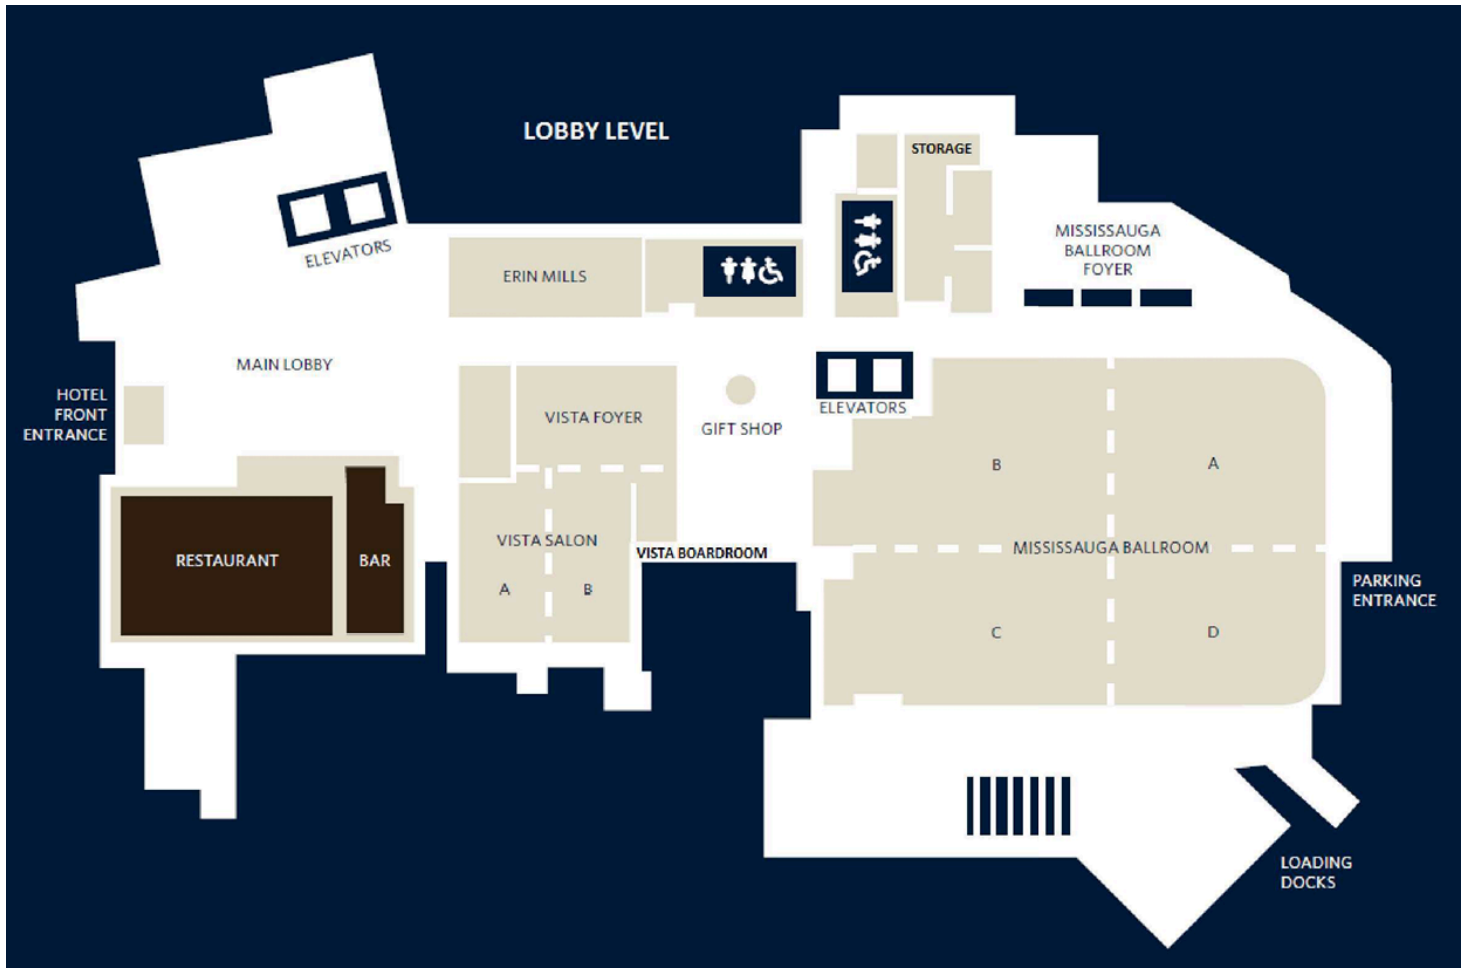 LOBBY LEVEL
STORAGE
MISSISSAUGA
BALLROOM
FOYER
ELEVATORS
ERIN MILLS
MAIN LOBBY
HOTEL
FRONT
ENTRANCE
VISTA FOYER
GIFT SHOP
ELEVATORS
B
A
RESTAURANT
BAR
VISTA SALON
VISTA BOARDROOM
MISSISSAUGA BALLROOM
A
B
PARKING
ENTRANCE
C
D
LOADING
DOCKS